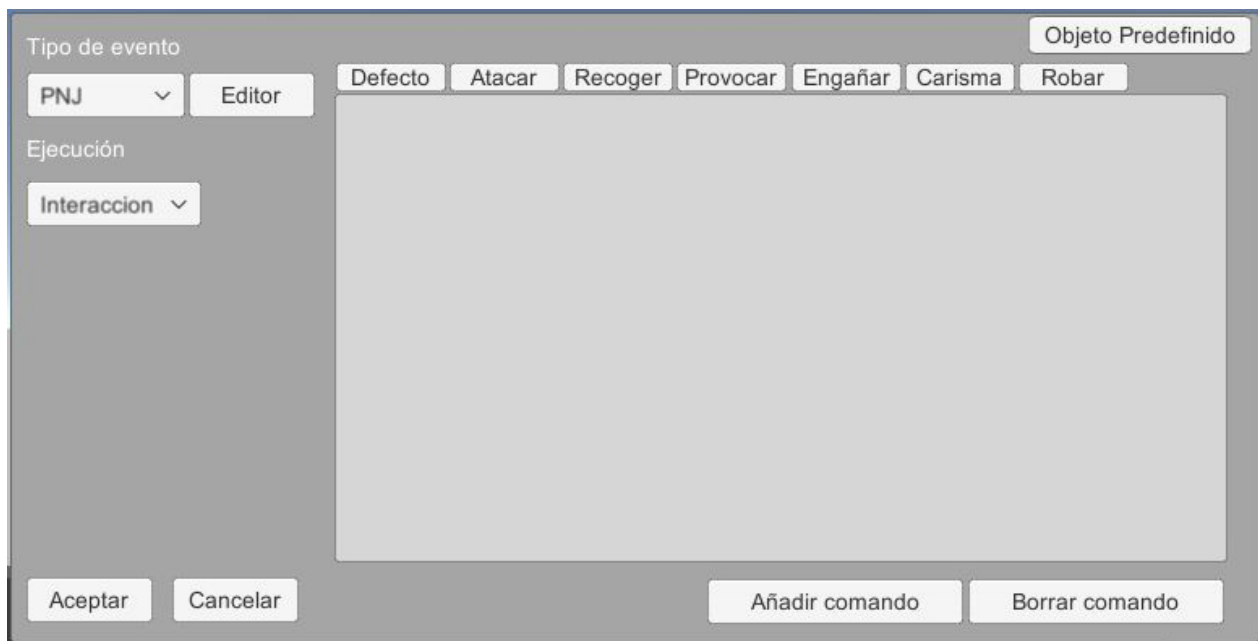 Objeto Predefinido
Tipo de evento
PNJ
Editor
Defecto
Atacar
Recoger
Provocar
Engañar
Carisma
Robar
Ejecución
Interaccion
Aceptar
Cancelar
Añadir comando
Borrar comando